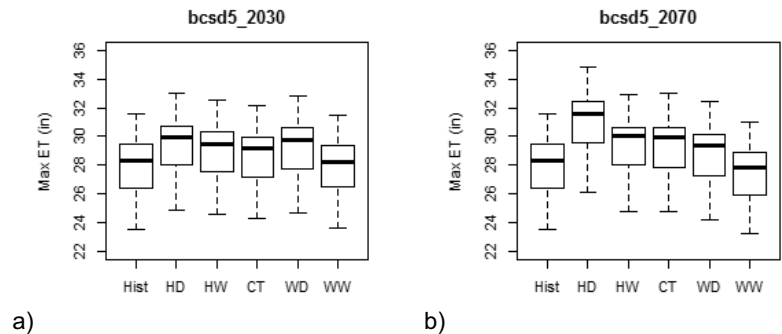 bcsd5_2030
Max ET (in)
36
34
32
30
28
26
24
22
Hist HD HW CT WD WW
a)
bcsd5_2070
Max ET (in)
36
34
32
30
28
26
24
22
Hist HD HW CT WD WW
b)